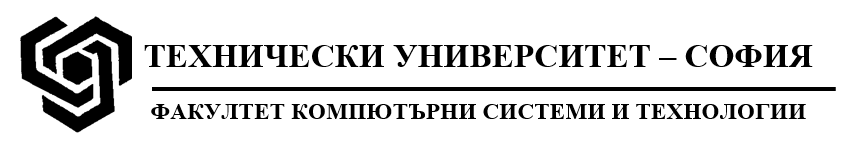 ТЕХНИЧЕСКИ УНИВЕРСИТЕТ – СОФИЯ
ФАКУЛТЕТ КОМПЮТЪРНИ СИСТЕМИ И ТЕХНОЛОГИИ